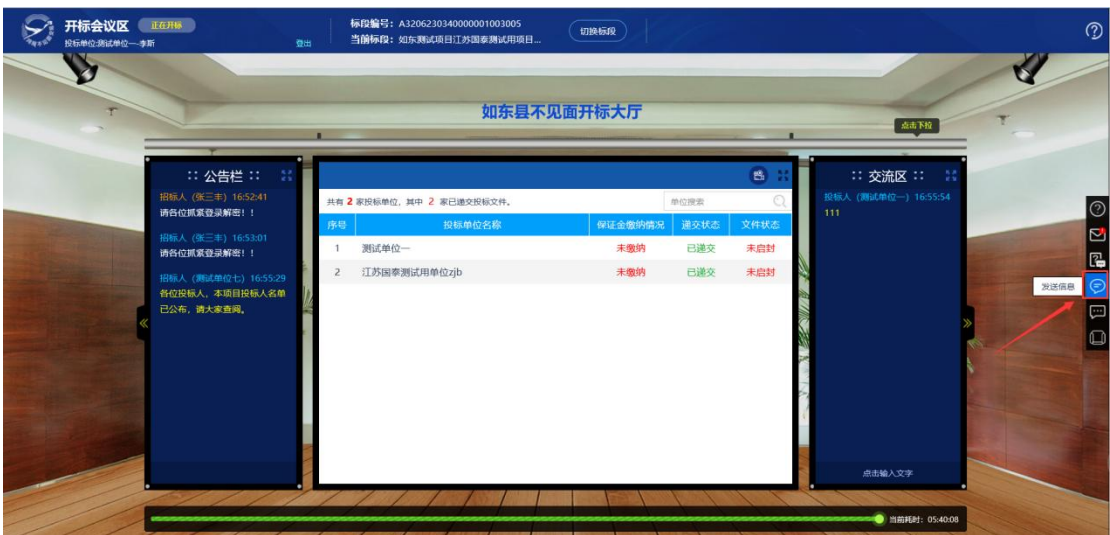 开标会议区 正在开标
投标单位:测试单位一-李斯
登出
标段编号：A3206230340000001003005
当前标段：如东测试项目江苏国泰测试用项目...
切换标段
如东县不见面开标大厅
点击下拉
:: 公告栏 ::
招标人（张三丰）16:52:41
请各位抓紧登录解密！！
招标人（张三丰）16:53:01
请各位抓紧登录解密！！
招标人（测试单位七）16:55:29
各位投标人，本项目投标人名单
已公布，请大家查阅。
共有 2 家投标单位，其中 2 家已递交投标文件。
单位搜索
序号 投标单位名称 保证金缴纳情况 递交状态 文件状态
1 测试单位一 未缴纳 已递交 未启封
2 江苏国泰测试用单位zjb 未缴纳 已递交 未启封
:: 交流区 ::
投标人（测试单位一）16:55:54
111
点击输入文字
发送信息
当前耗时：05:40:08